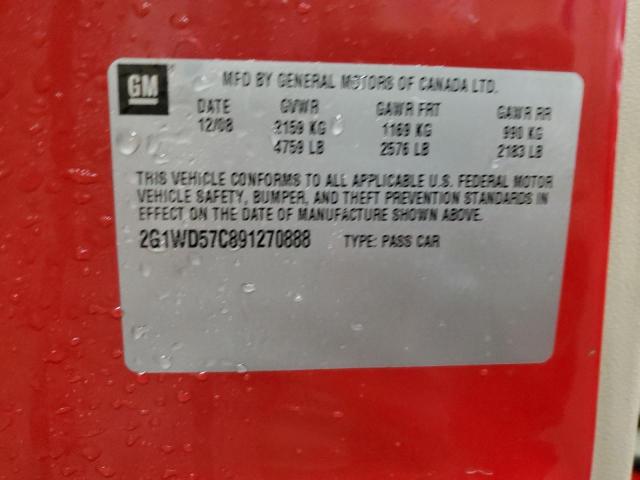 GM
MFD BY GENERAL MOTORS OF CANADA LTD.
DATE GVWR GAWR FRT GAWR RR
12/08 2159 KG 1169 KG 990 KG
4759 LB 2576 LB 2183 LB
THIS VEHICLE CONFORMS TO ALL APPLICABLE U.S. FEDERAL MOTOR
VEHICLE SAFETY, BUMPER, AND THEFT PREVENTION STANDARDS IN
EFFECT ON THE DATE OF MANUFACTURE SHOWN ABOVE.
2G1WD57C891270888 TYPE: PASS CAR